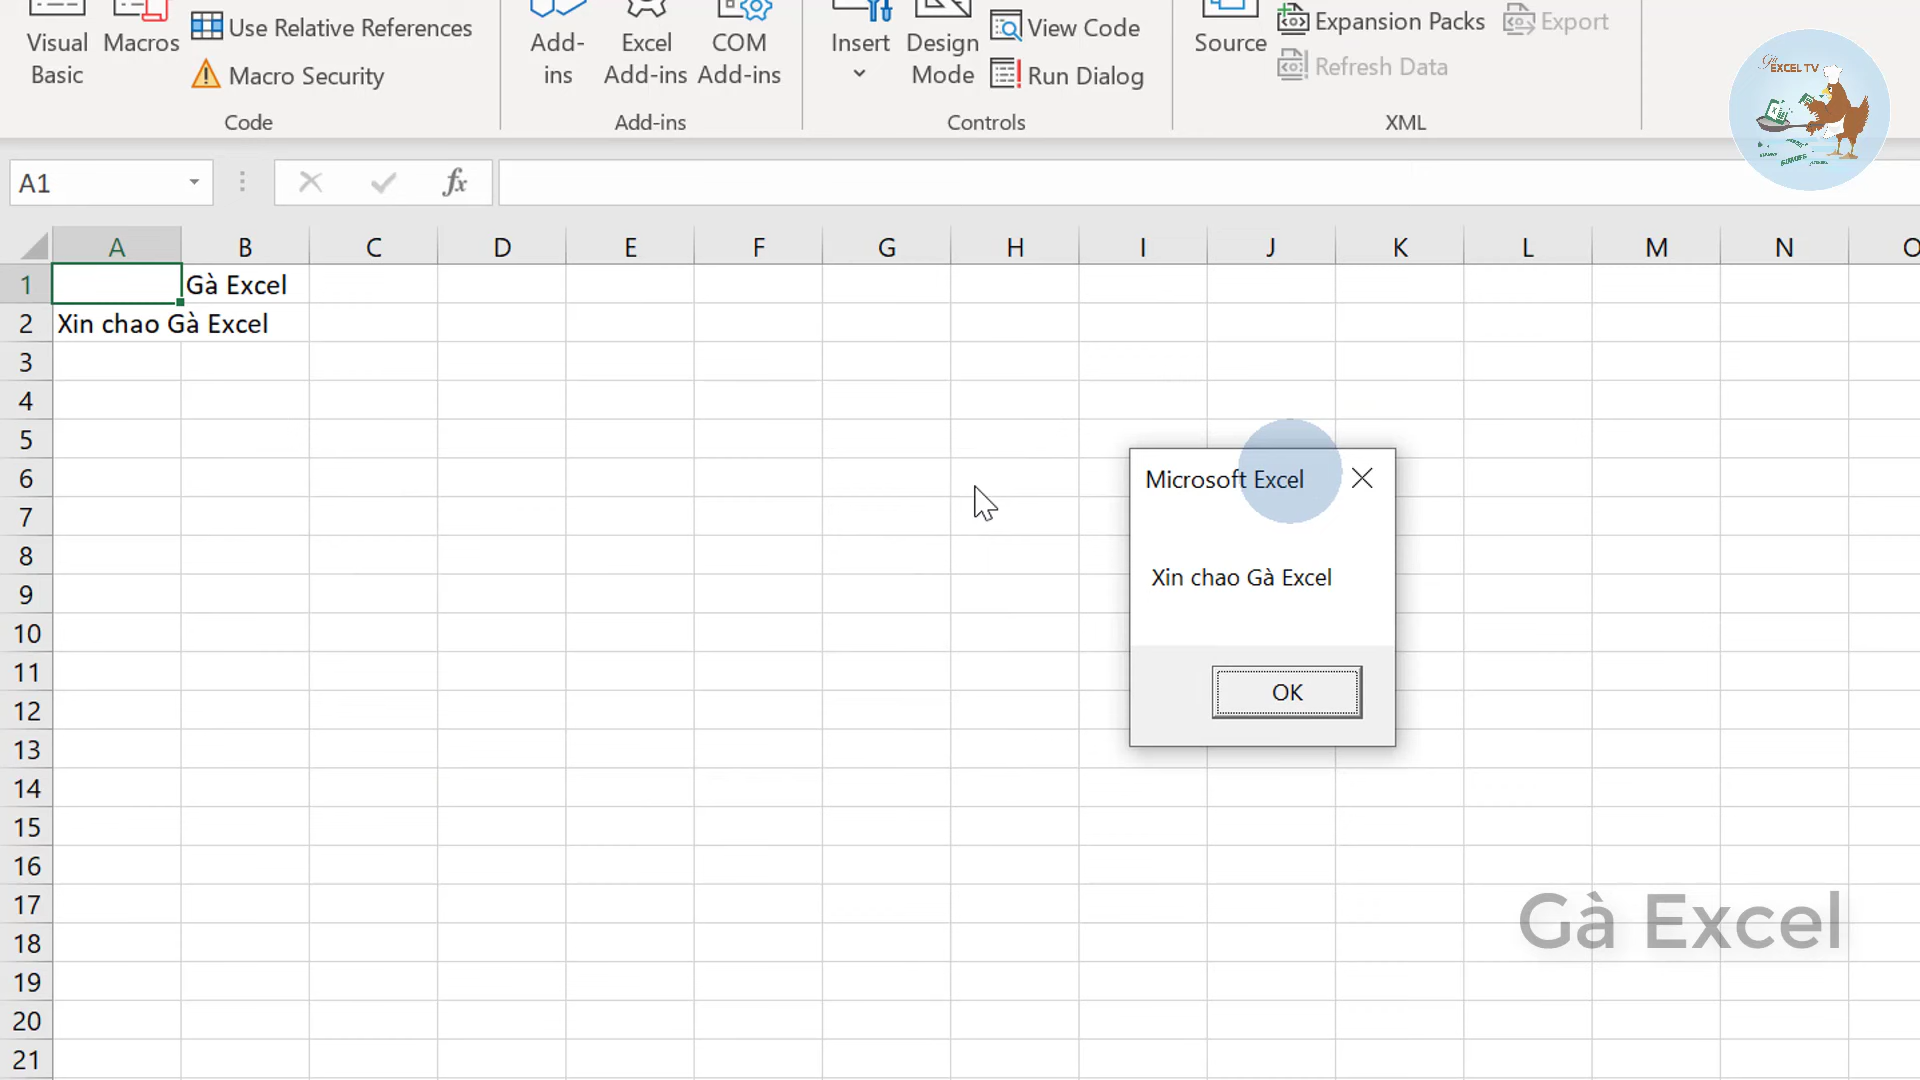 Visual Basic
Macros
Use Relative References
Macro Security
Code
Add-ins
Excel Add-ins
COM Add-ins
Add-ins
Insert
Design Mode
View Code
Run Dialog
Controls
Source
Expansion Packs
Export
Refresh Data
XML
EXCEL TV
A1
fx
A B C D E F G H I J K L M N O
1 Gà Excel
2 Xin chao Gà Excel
3
4
5
6
7
8
9
10
11
12
13
14
15
16
17
18
19
20
21
Microsoft Excel
Xin chao Gà Excel
OK
Gà Excel